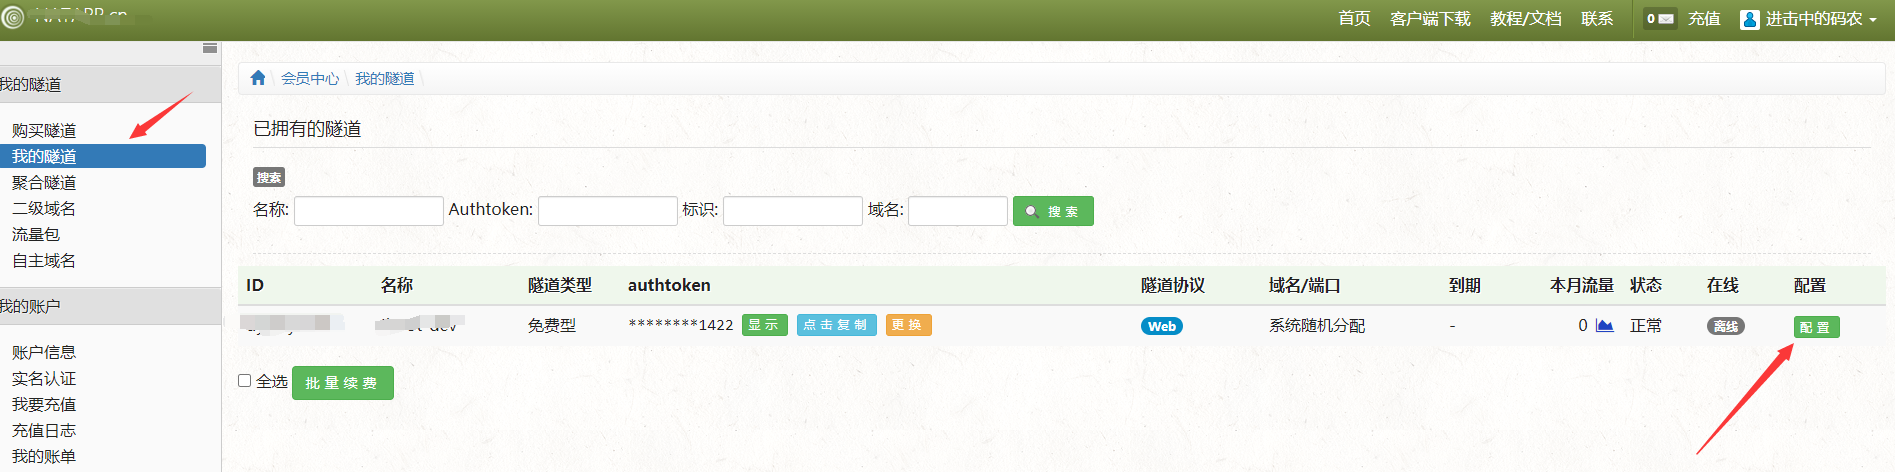 NATAPP.cn
首页 客户端下载 教程/文档 联系 0 充值 进击中的码农
我的隧道
购买隧道
我的隧道
聚合隧道
二级域名
流量包
自主域名
我的账户
账户信息
实名认证
我要充值
充值日志
我的账单
会员中心 \ 我的隧道 \
已拥有的隧道
搜索
名称: Authtoken: 标识: 域名: 搜索
ID 名称 隧道类型 authtoken 隧道协议 域名/端口 到期 本月流量 状态 在线 配置
免费型 ********1422 显示 点击复制 更换 Web 系统随机分配 - 0 正常 离线 配置
全选 批量续费